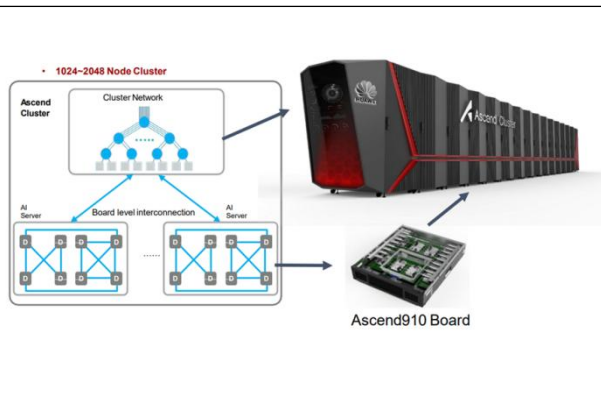 • 1024~2048 Node Cluster
Ascend
Cluster
Cluster Network
HUAWEI
Ascend Cluster
AI
Server
Board level interconnection
AI
Server
D D D D
D D D D
D D D D
D D D D
Ascend910 Board